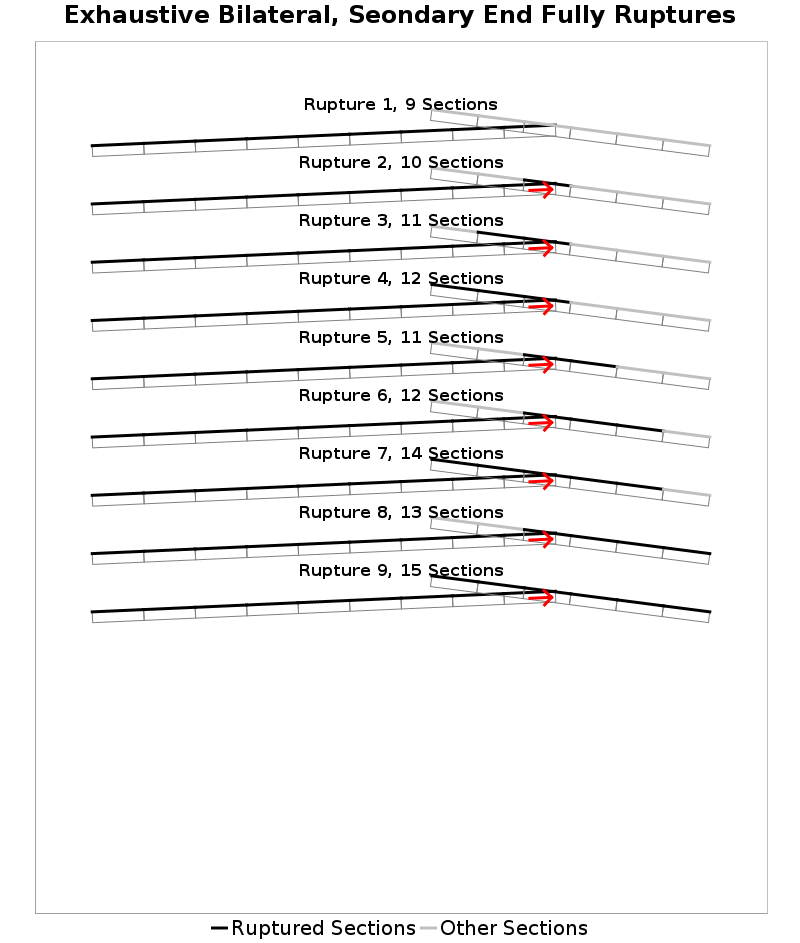 Exhaustive Bilateral, Seondary End Fully Ruptures
Rupture 1, 9 Sections
Rupture 2, 10 Sections
Rupture 3, 11 Sections
Rupture 4, 12 Sections
Rupture 5, 11 Sections
Rupture 6, 12 Sections
Rupture 7, 14 Sections
Rupture 8, 13 Sections
Rupture 9, 15 Sections
Ruptured Sections Other Sections